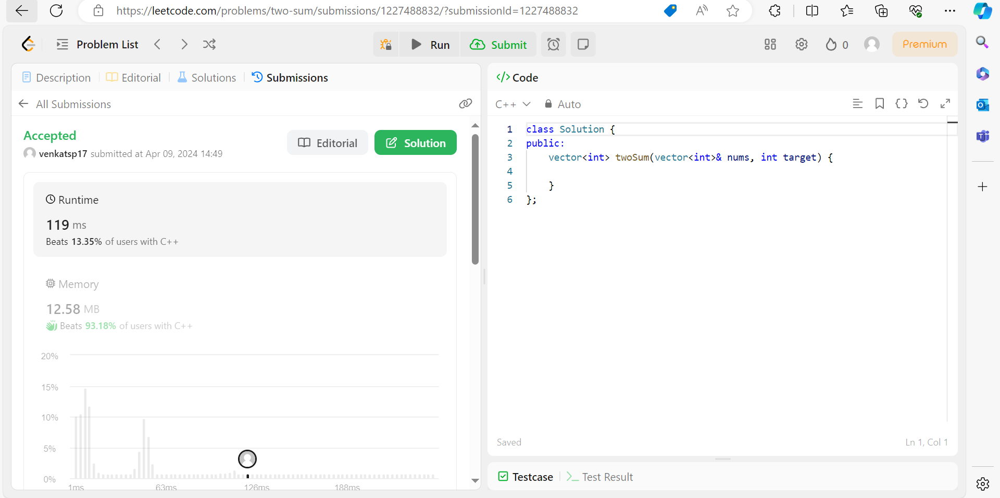 https://leetcode.com/problems/two-sum/submissions/1227488832/?submissionId=1227488832
Problem List
Run
Submit
0
Premium
Description
Editorial
Solutions
Submissions
All Submissions
Accepted
venkatsp17 submitted at Apr 09, 2024 14:49
Editorial
Solution
Runtime
119 ms
Beats 13.35% of users with C++
Memory
12.58 MB
Beats 93.18% of users with C++
20%
15%
10%
5%
0%
1ms 63ms 126ms 188ms
</> Code
C++
Auto
1 class Solution {
2 public:
3 vector<int> twoSum(vector<int>& nums, int target) {
4
5 }
6 };
Saved
Ln 1, Col 1
Testcase
Test Result